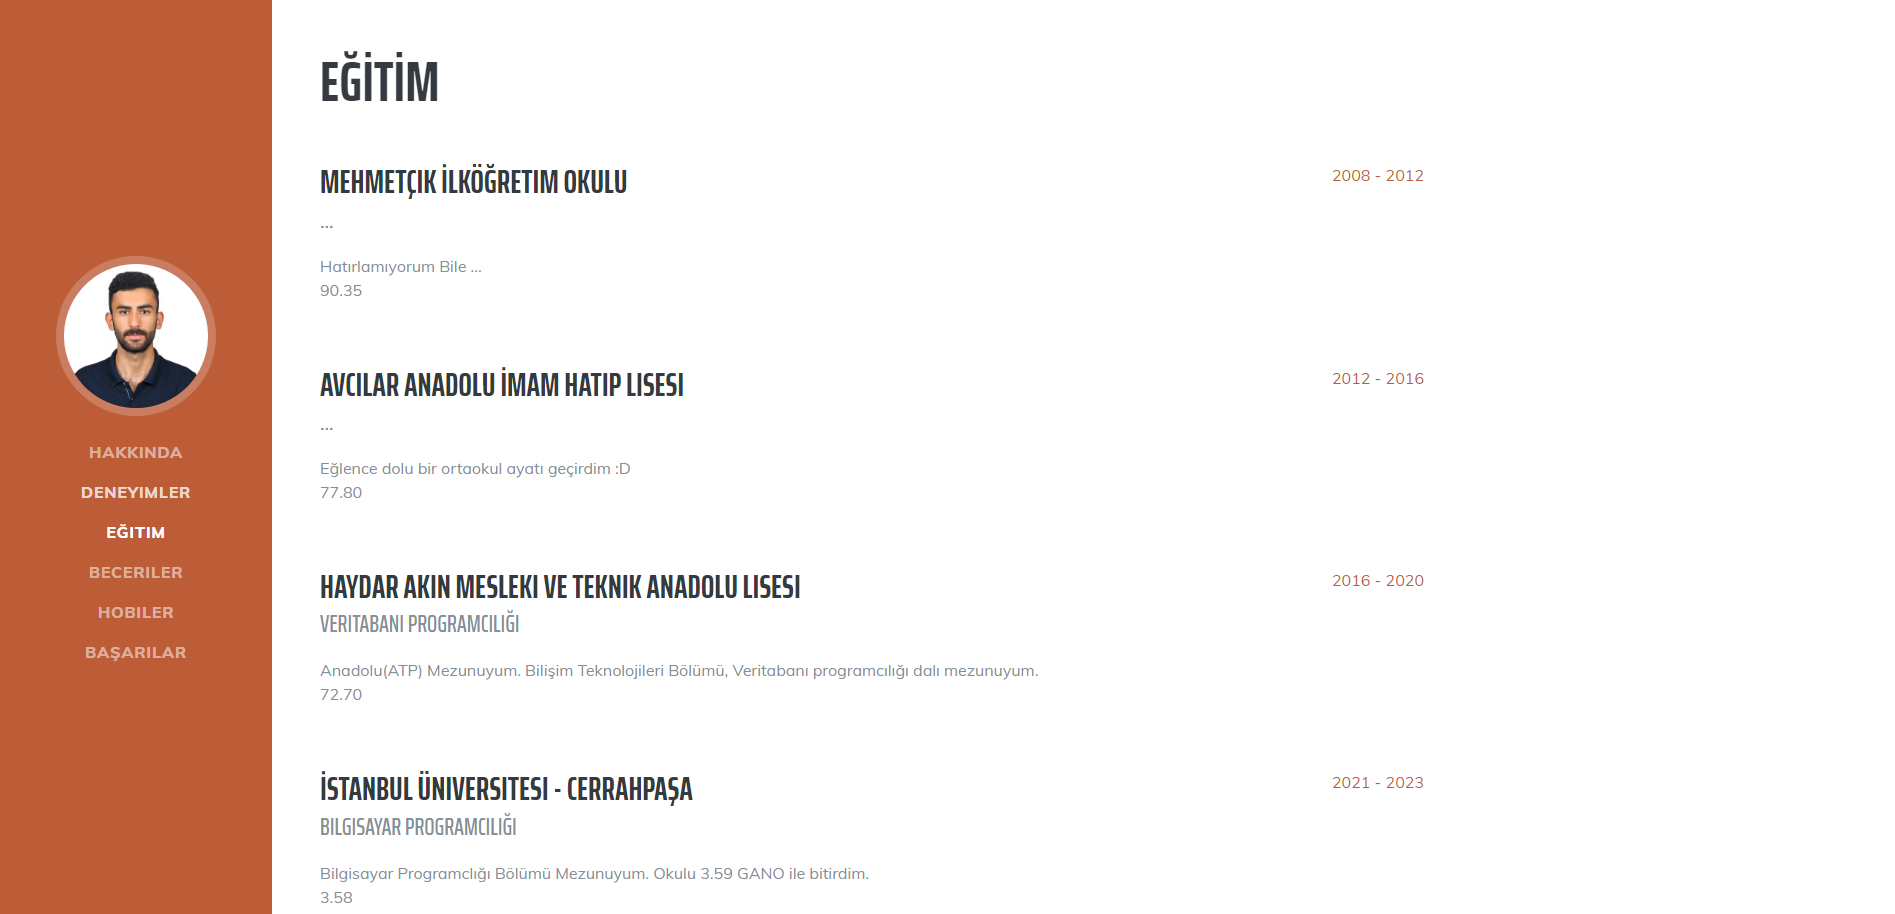 HAKKINDA
DENEYIMLER
EĞITIM
BECERILER
HOBILER
BAŞARILAR
EĞİTİM
MEHMETÇIK İLKÖĞRETIM OKULU
2008 - 2012
...
Hatırlamıyorum Bile ...
90.35
AVCILAR ANADOLU İMAM HATIP LISESI
2012 - 2016
...
Eğlence dolu bir ortaokul ayatı geçirdim :D
77.80
HAYDAR AKIN MESLEKI VE TEKNIK ANADOLU LISESI
2016 - 2020
VERITABANI PROGRAMCILIĞI
Anadolu(ATP) Mezunuyum. Bilişim Teknolojileri Bölümü, Veritabanı programcılığı dalı mezunuyum.
72.70
İSTANBUL ÜNIVERSITESI - CERRAHPAŞA
2021 - 2023
BILGISAYAR PROGRAMCILIĞI
Bilgisayar Programclığı Bölümü Mezunuyum. Okulu 3.59 GANO ile bitirdim.
3.58